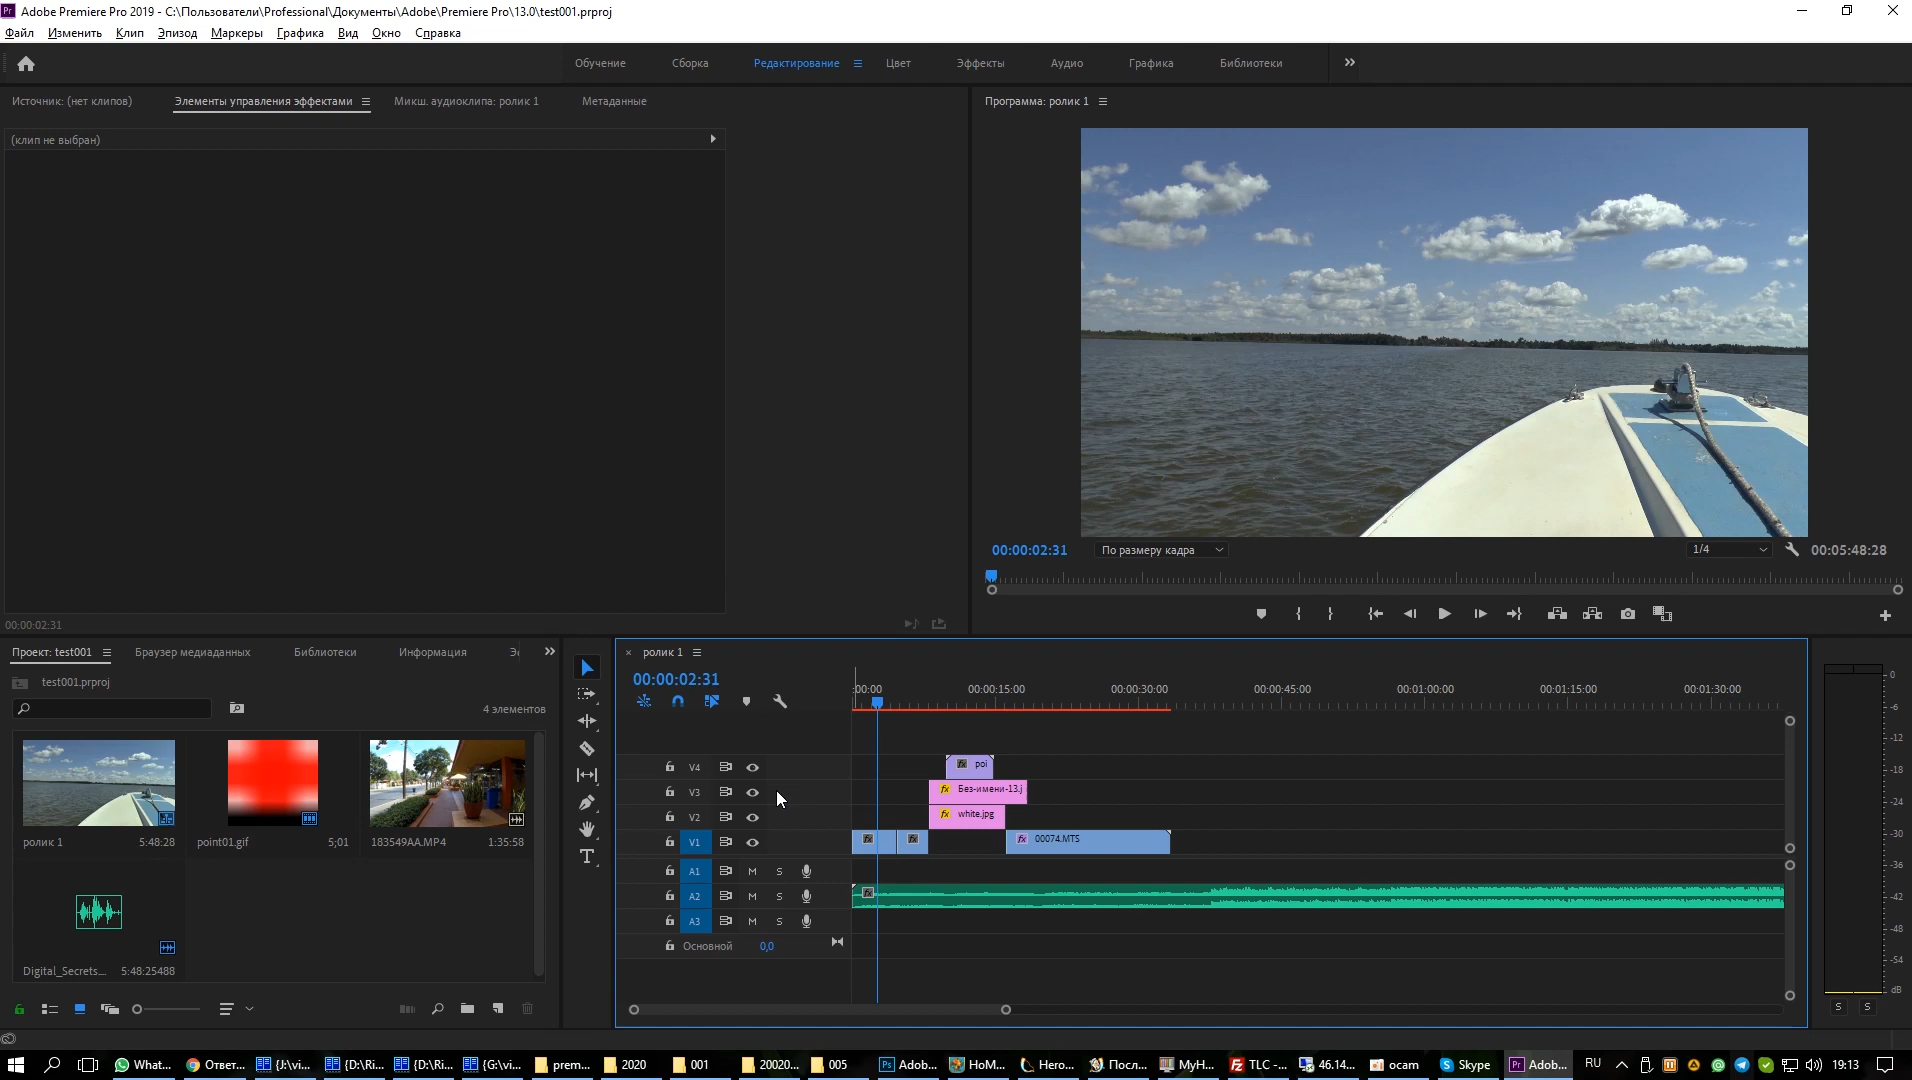 Adobe Premiere Pro 2019 - C:\Пользователи\Professional\Документы\Adobe\Premiere Pro\13.0\test001.prproj
Файл Изменить Клип Эпизод Маркеры Графика Вид Окно Справка
Обучение Сборка Редактирование Цвет Эффекты Аудио Графика Библиотеки
Источник: (нет клипов) Элементы управления эффектами Микш. аудиоклипа: ролик 1 Метаданные
Программа: ролик 1
(клип не выбран)
00:00:02:31 По размеру кадра 1/4 00:05:48:28
00:00:02:31
Проект: test001 Браузер медиаданных Библиотеки Информация Э
test001.prproj
4 элементов
ролик 1 5:48:28 point01.gif 5;01 183549AA.MP4 1:35:58
Digital_Secrets.... 5:48:25488
ролик 1
00:00:02:31
:00:00 00:00:15:00 00:00:30:00 00:00:45:00 00:01:00:00 00:01:15:00 00:01:30:00
V4 fx poi
V3 fx Без-имени-13.j
V2 fx white.jpg
V1 fx fx fx 00074.MTS
A1 M S
A2 M S fx
A3 M S
Основной 0,0
0
-6
-12
-18
-24
-30
-36
-42
-48
-54
dB
S S
What... Ответ... {J:\vi... {D:\Ri... {D:\Ri... {G:\vi... prem... 2020 001 20020... 005 Adob... HoM... Hero... Посл... MyH... TLC -... 46.14... ocam Skype Adob... RU 19:13